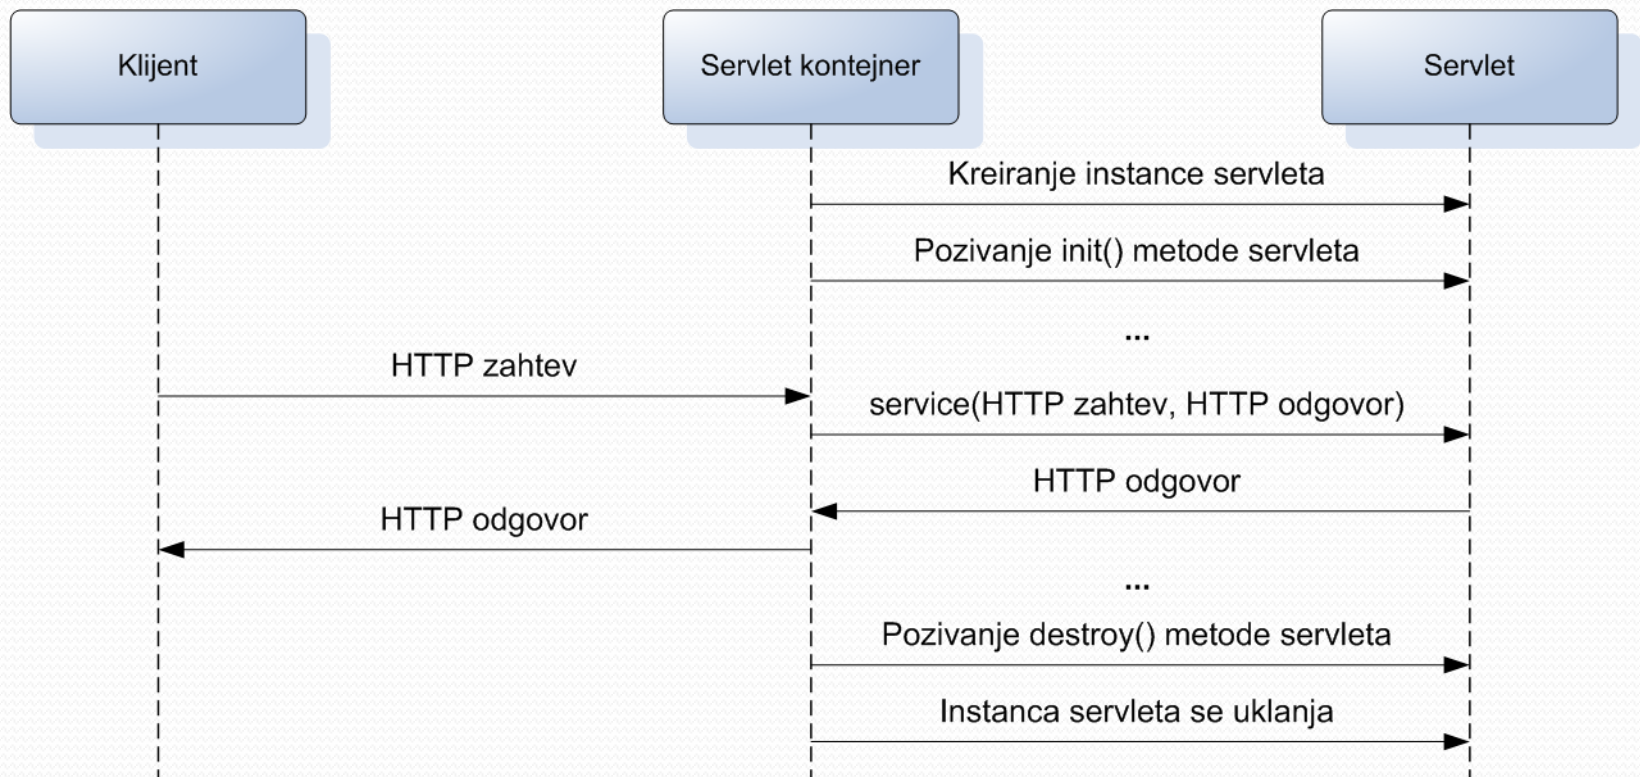 Klijent
Servlet kontejner
Servlet
Kreiranje instance servleta
Pozivanje init() metode servleta
...
HTTP zahtev
service(HTTP zahtev, HTTP odgovor)
HTTP odgovor
HTTP odgovor
...
Pozivanje destroy() metode servleta
Instanca servleta se uklanja